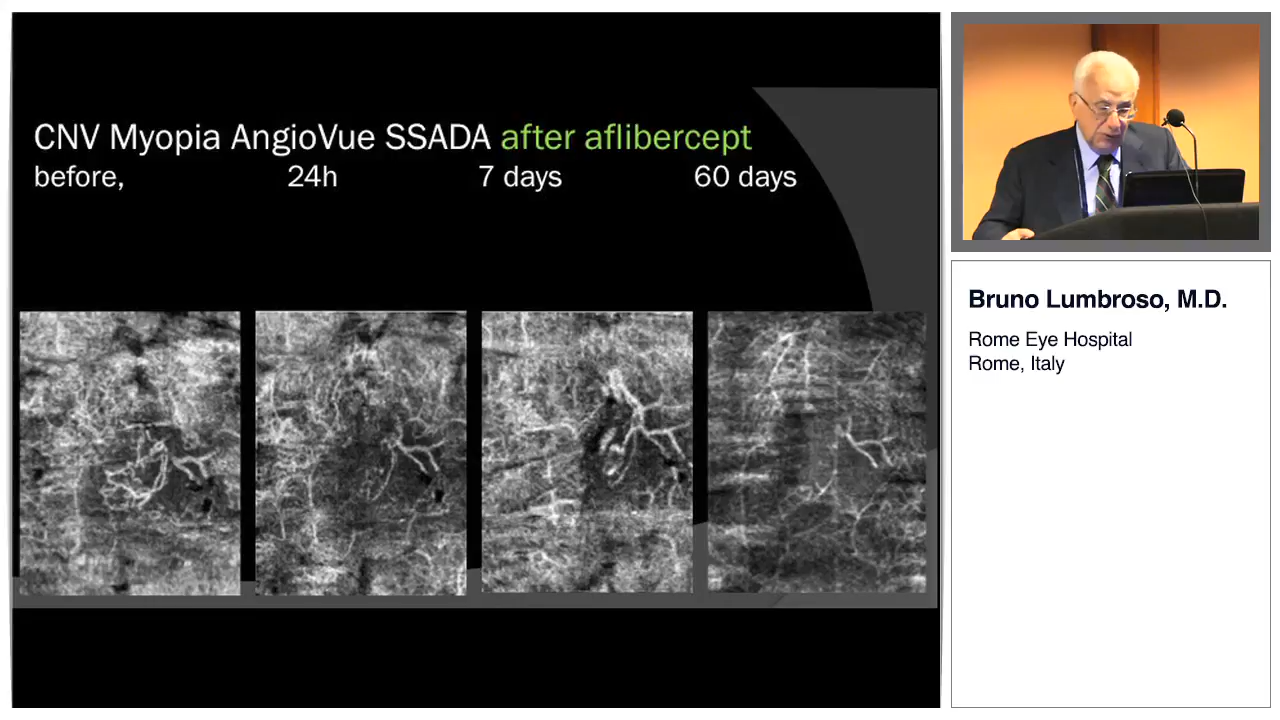 CNV Myopia AngioVue SSADA after aflibercept
before, 24h 7 days 60 days
Bruno Lumbroso, M.D.
Rome Eye Hospital
Rome, Italy